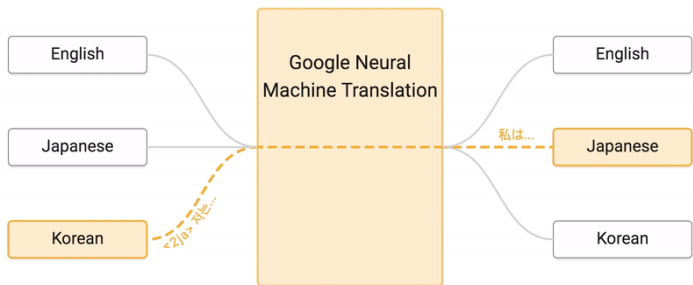 English
Japanese
Korean
<2ja> 저는...
Google Neural
Machine Translation
私は...
English
Japanese
Korean